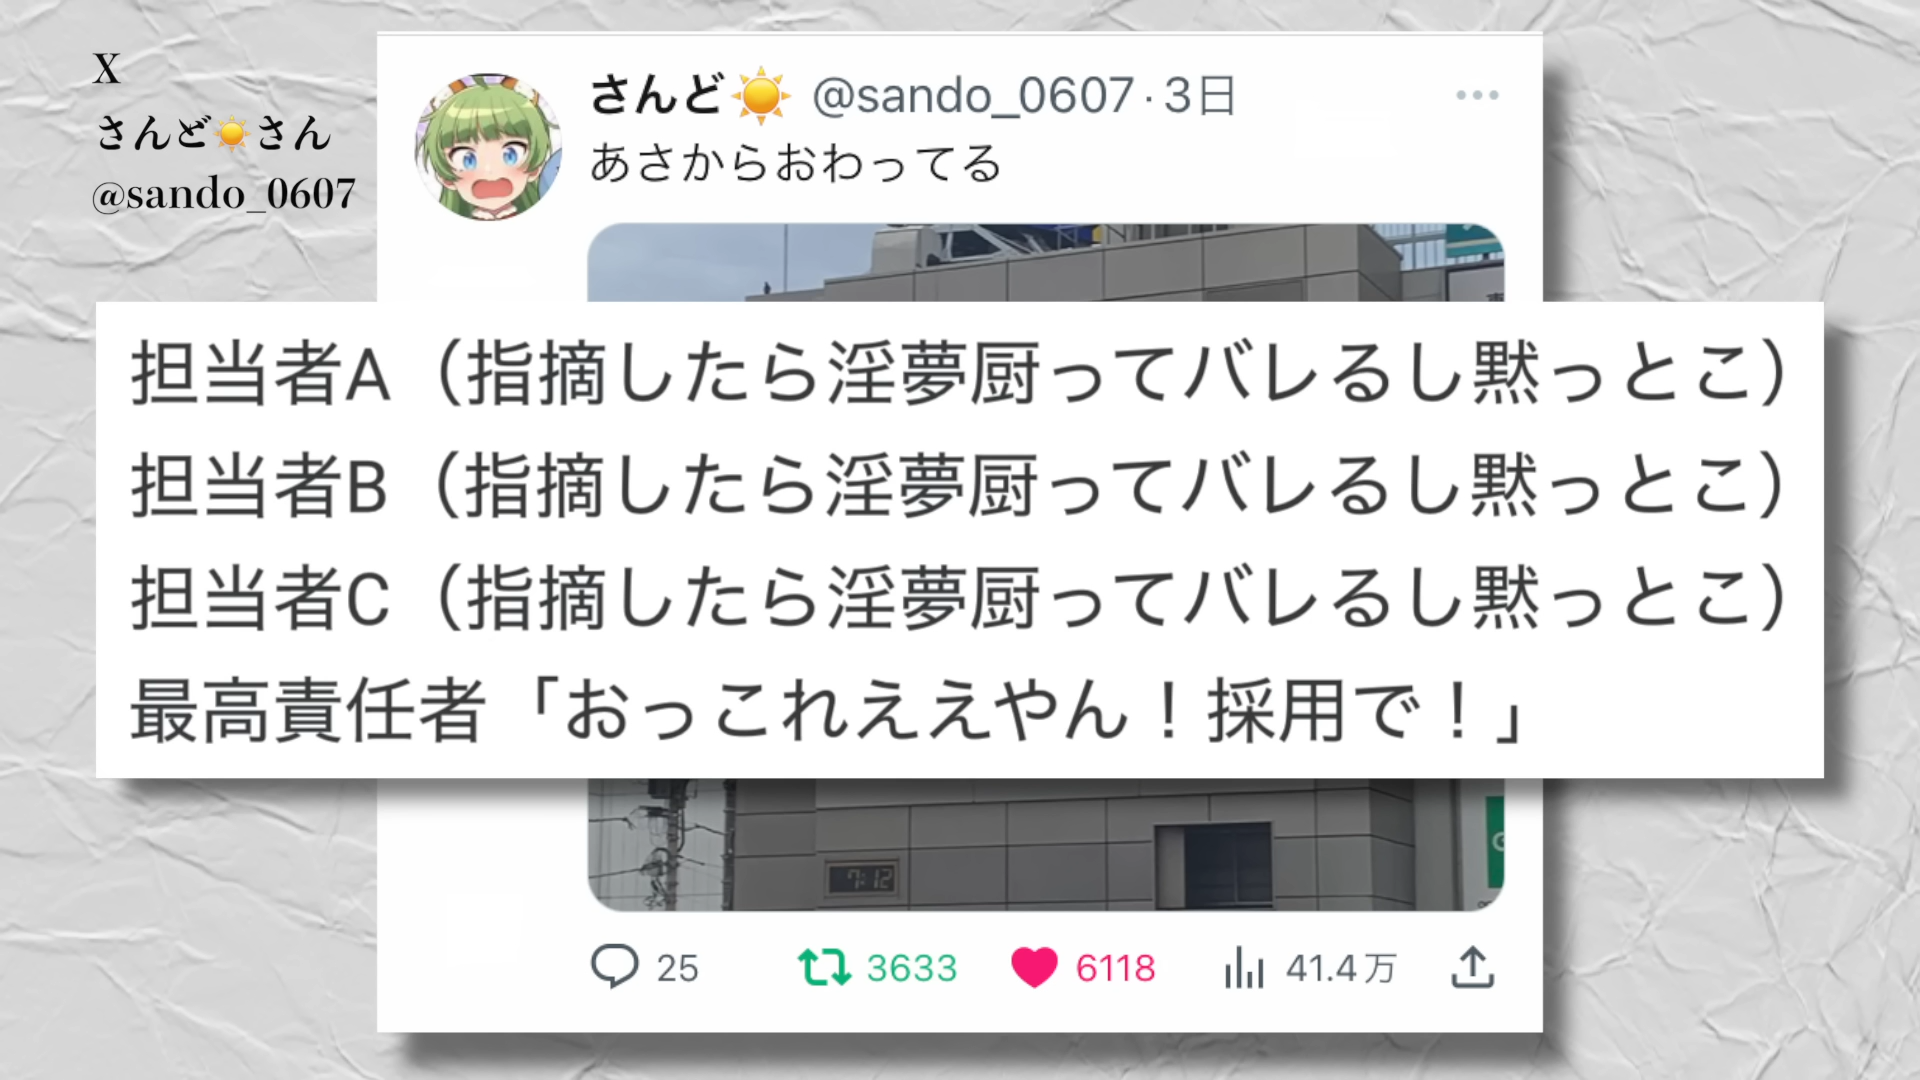 X
さんど☀️さん
@sando_0607
さんど☀️ @sando_0607·3日
あさからおわってる
担当者A（指摘したら淫夢厨ってバレるし黙っとこ）
担当者B（指摘したら淫夢厨ってバレるし黙っとこ）
担当者C（指摘したら淫夢厨ってバレるし黙っとこ）
最高責任者「おっこれええやん！採用で！」
7:12
25 3633 6118 41.4万